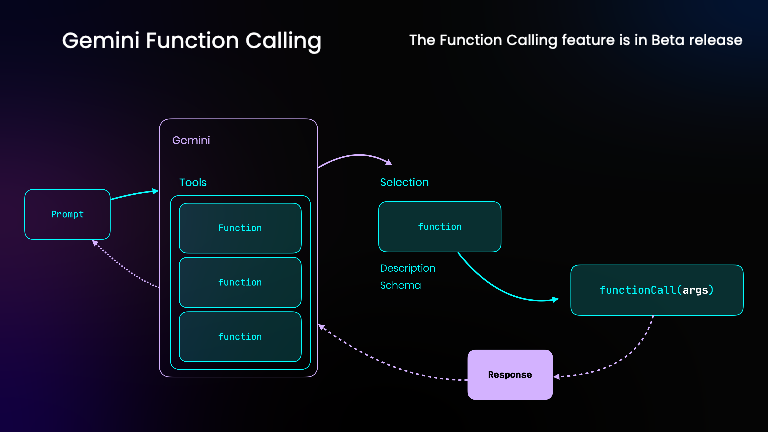 Gemini Function Calling
The Function Calling feature is in Beta release
Gemini
Tools
Prompt
Function
function
function
Selection
function
Description
Schema
functionCall(args)
Response